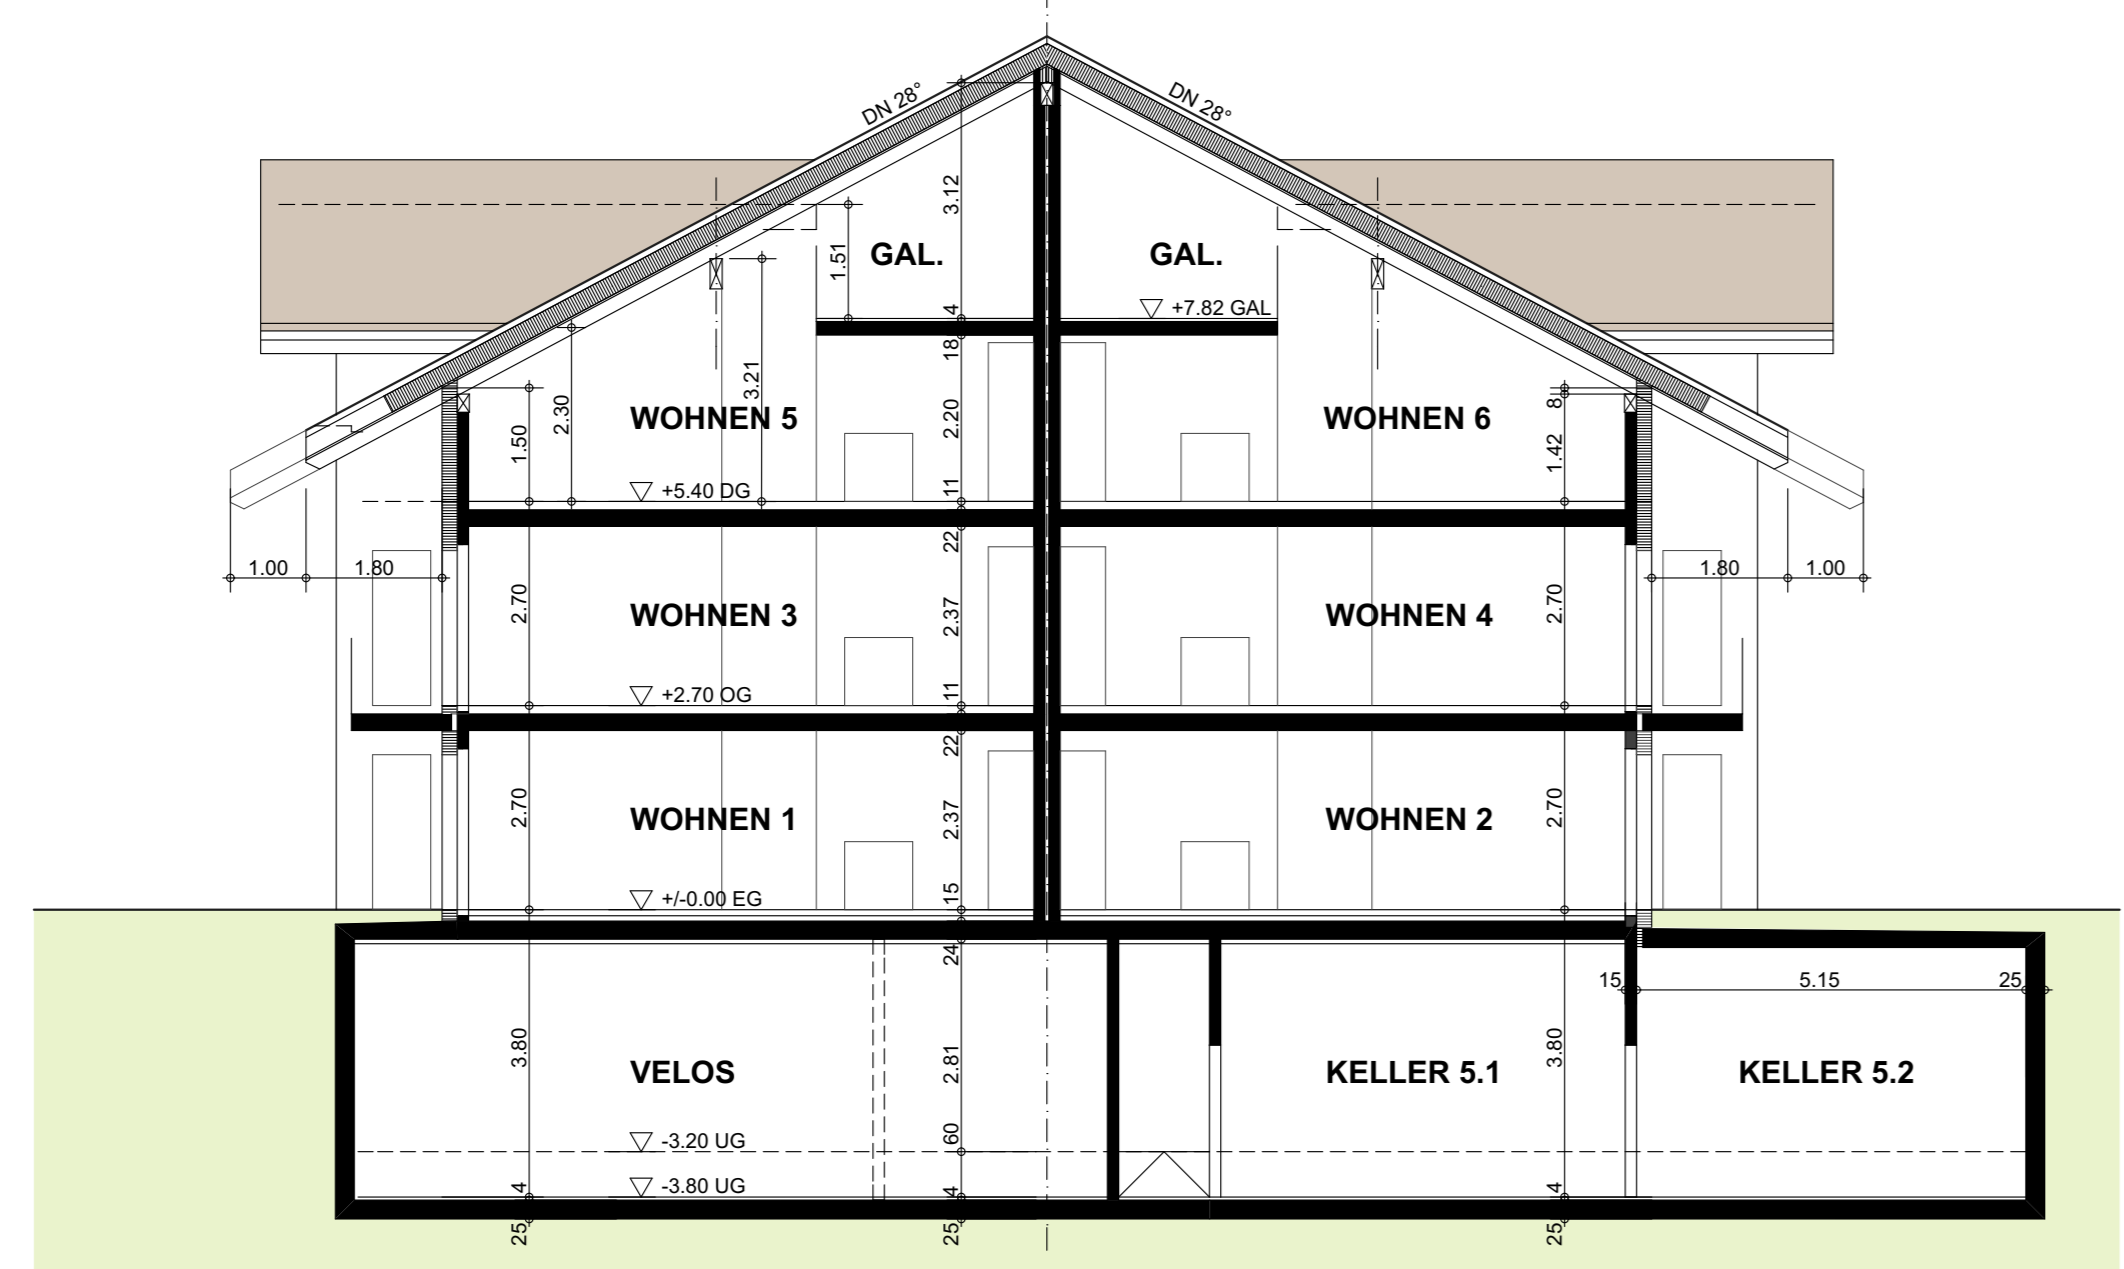 DN 28°
DN 28°
3.12
1.51
GAL.
GAL.
4
+7.82 GAL
18
3.21
2.30
1.50
WOHNEN 5
2.20
WOHNEN 6
8
1.42
+5.40 DG
11
22
1.00
1.80
1.80
1.00
2.70
WOHNEN 3
2.37
WOHNEN 4
2.70
+2.70 OG
11
22
2.70
WOHNEN 1
2.37
WOHNEN 2
2.70
+/-0.00 EG
15
24
15
5.15
25
3.80
VELOS
2.81
KELLER 5.1
3.80
KELLER 5.2
-3.20 UG
60
4
-3.80 UG
4
4
25
25
25